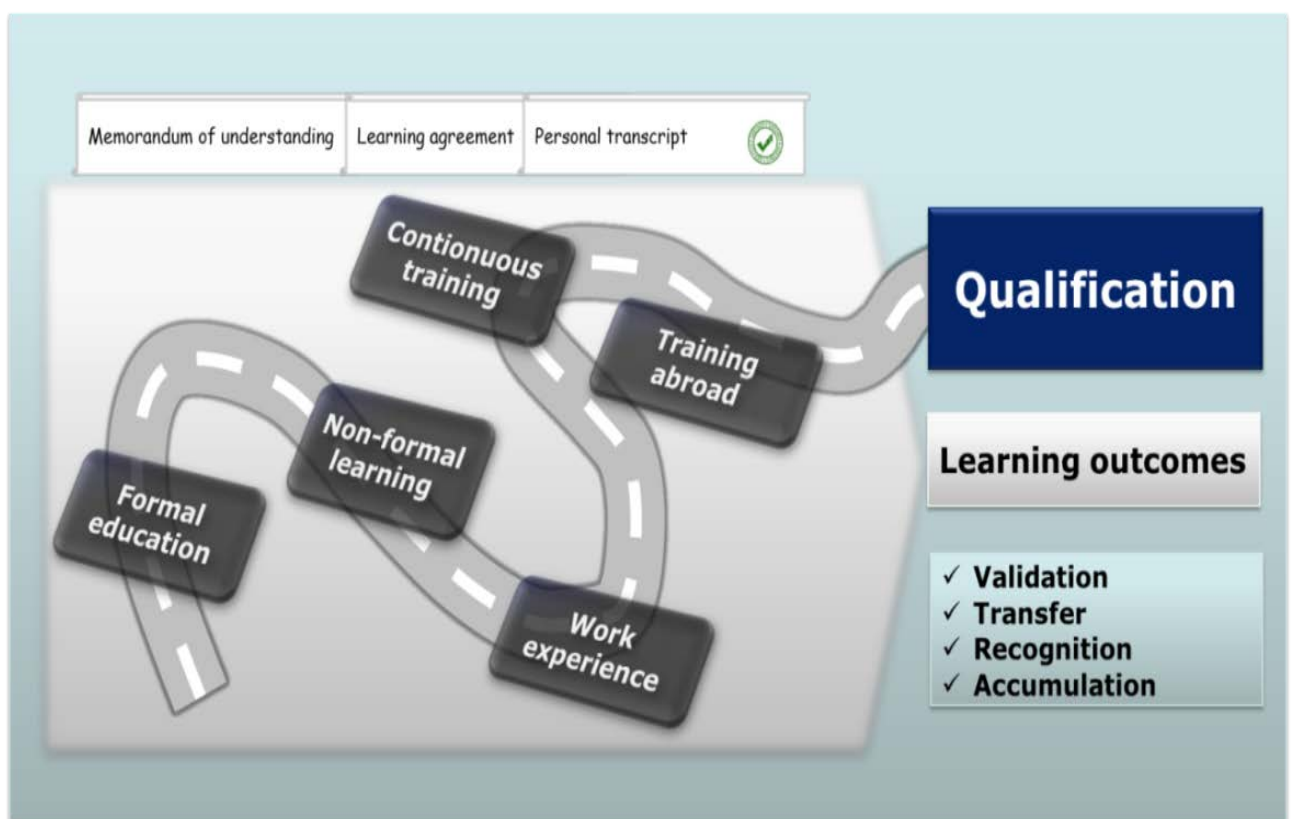 Memorandum of understanding
Learning agreement
Personal transcript
Contionuous
training
Training
abroad
Non-formal
learning
Formal
education
Work
experience
Qualification
Learning outcomes
✓ Validation
✓ Transfer
✓ Recognition
✓ Accumulation